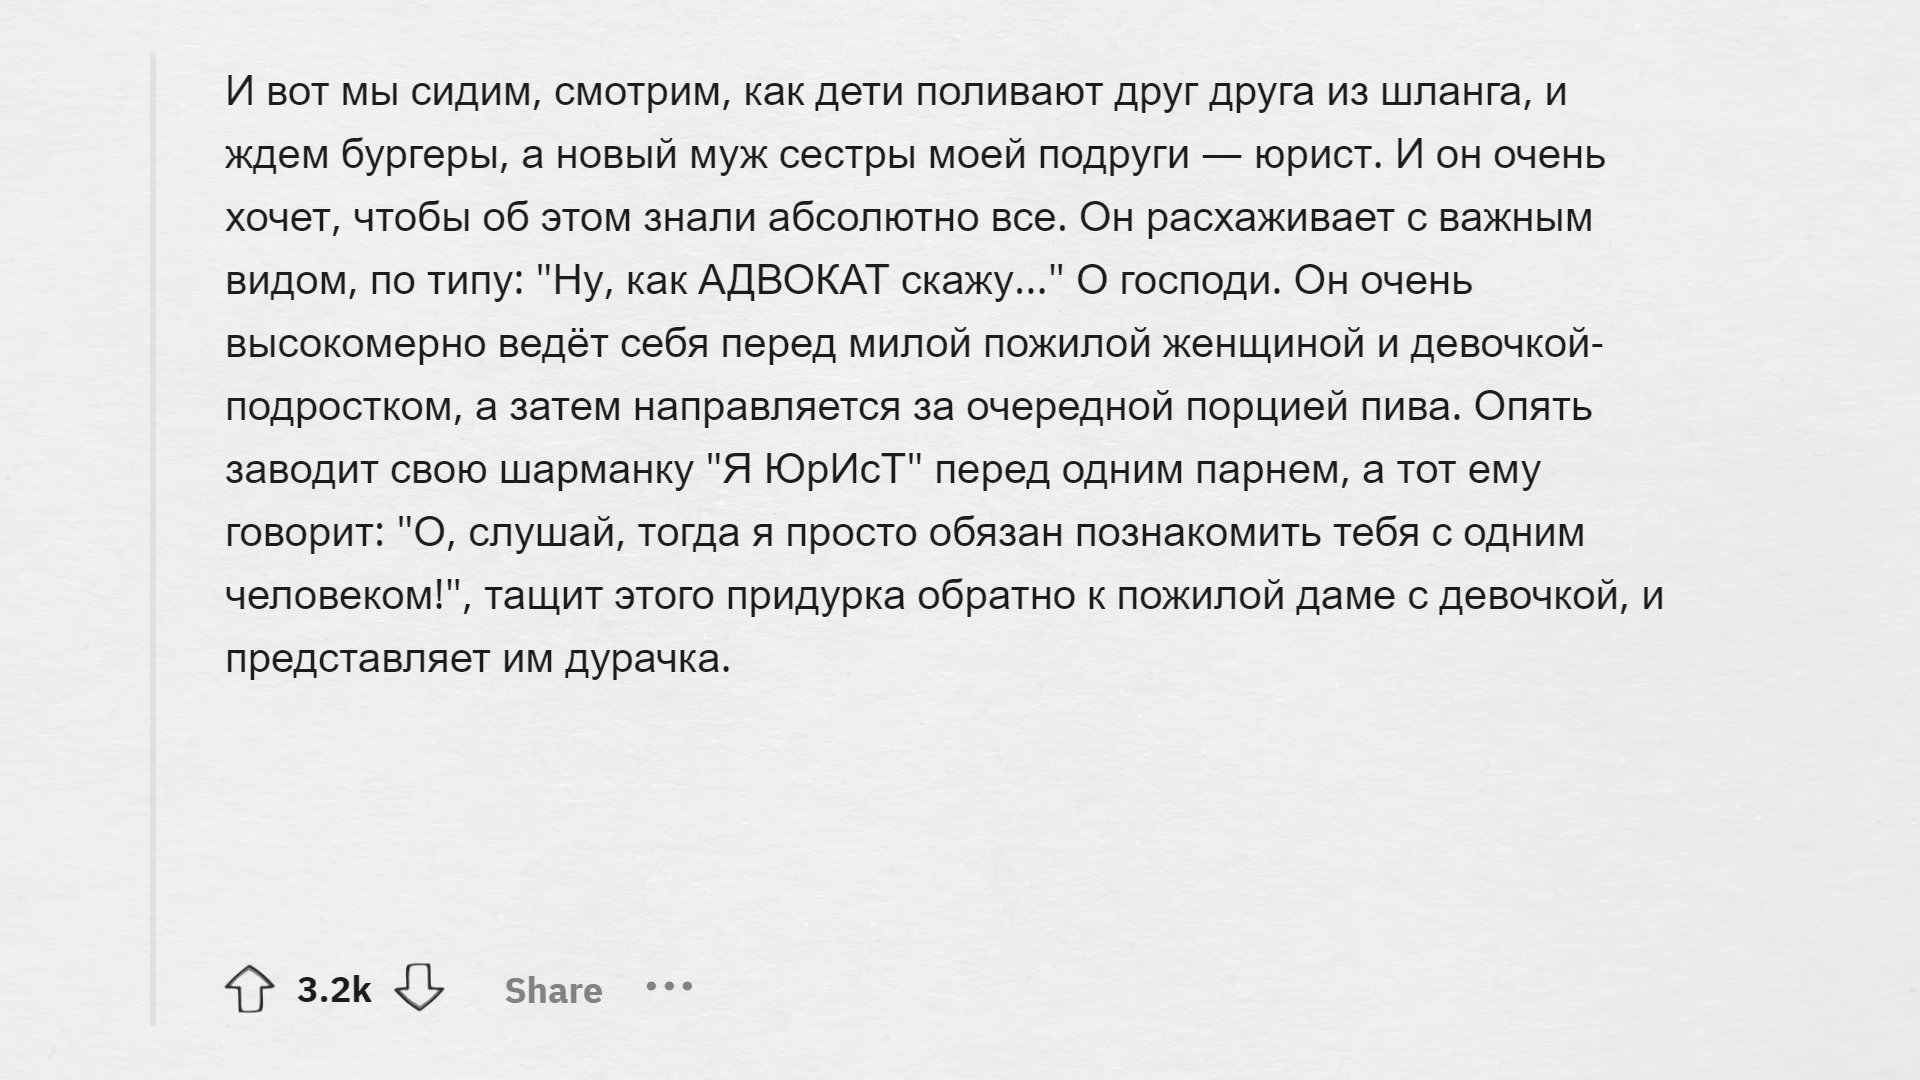 И вот мы сидим, смотрим, как дети поливают друг друга из шланга, и
ждем бургеры, а новый муж сестры моей подруги — юрист. И он очень
хочет, чтобы об этом знали абсолютно все. Он расхаживает с важным
видом, по типу: "Ну, как АДВОКАТ скажу..." О господи. Он очень
высокомерно ведёт себя перед милой пожилой женщиной и девочкой-
подростком, а затем направляется за очередной порцией пива. Опять
заводит свою шарманку "Я ЮрИсТ" перед одним парнем, а тот ему
говорит: "О, слушай, тогда я просто обязан познакомить тебя с одним
человеком!", тащит этого придурка обратно к пожилой даме с девочкой, и
представляет им дурачка.
3.2k Share •••